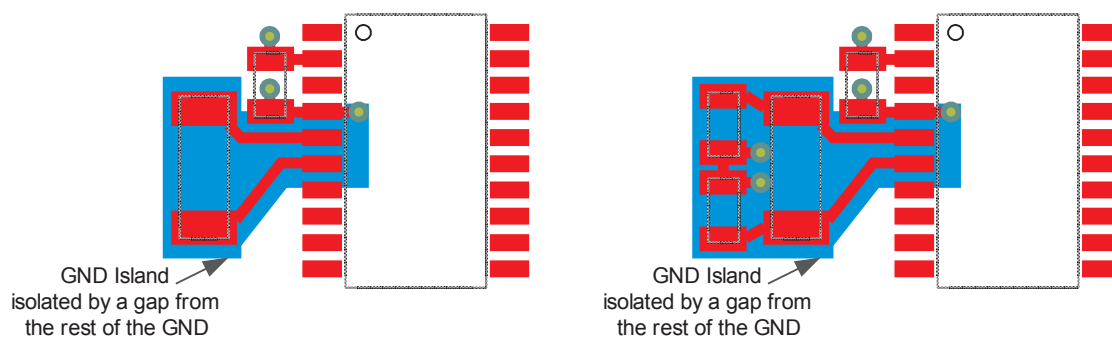 GND Island
isolated by a gap from
the rest of the GND
GND Island
isolated by a gap from
the rest of the GND